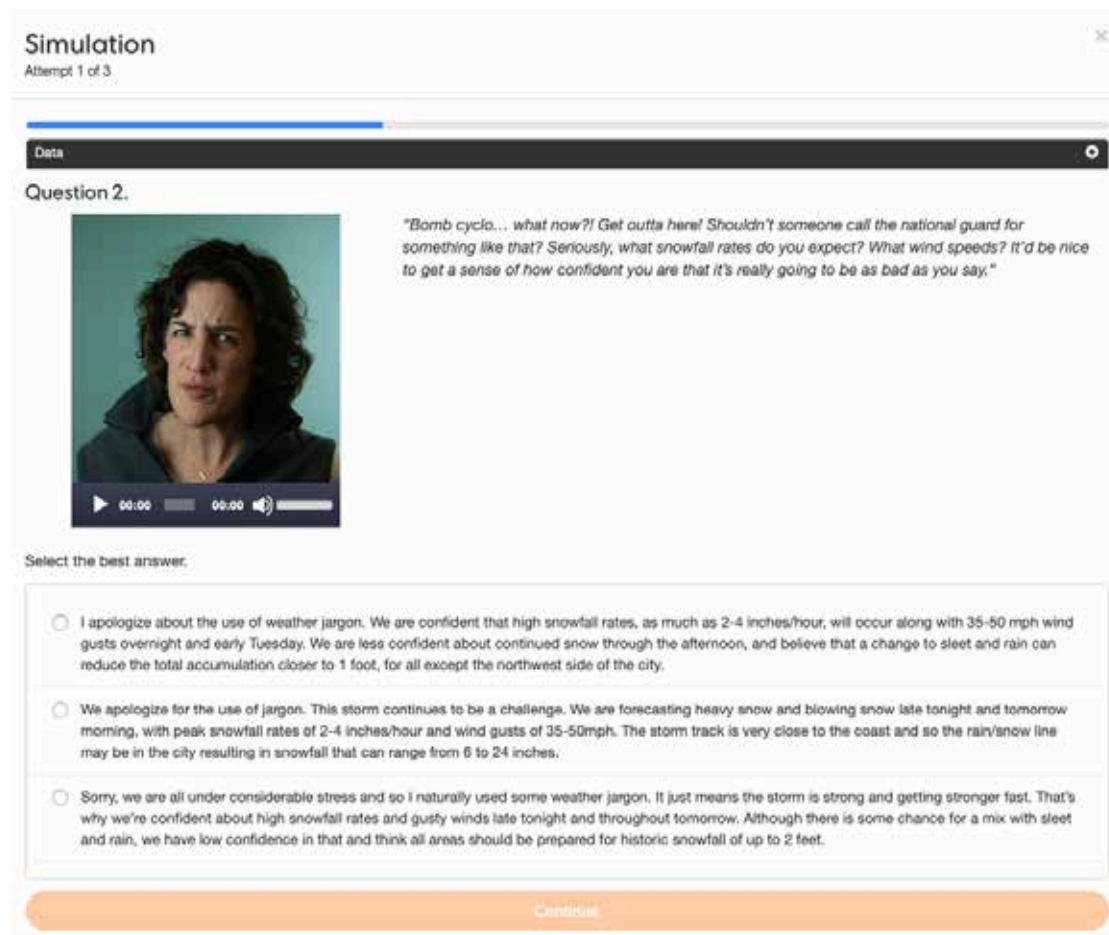 Simulation
Attempt 1 of 3
Data
Question 2.
"Bomb cyclo... what now?! Get outta here! Shouldn't someone call the national guard for
something like that? Seriously, what snowfall rates do you expect? What wind speeds? It'd be nice
to get a sense of how confident you are that it's really going to be as bad as you say."
00:00 00:00
Select the best answer.
I apologize about the use of weather jargon. We are confident that high snowfall rates, as much as 2-4 inches/hour, will occur along with 35-50 mph wind
gusts overnight and early Tuesday. We are less confident about continued snow through the afternoon, and believe that a change to sleet and rain can
reduce the total accumulation closer to 1 foot, for all except the northwest side of the city.
We apologize for the use of jargon. This storm continues to be a challenge. We are forecasting heavy snow and blowing snow late tonight and tomorrow
morning, with peak snowfall rates of 2-4 inches/hour and wind gusts of 35-50mph. The storm track is very close to the coast and so the rain/snow line
may be in the city resulting in snowfall that can range from 6 to 24 inches.
Sorry, we are all under considerable stress and so I naturally used some weather jargon. It just means the storm is strong and getting stronger fast. That's
why we're confident about high snowfall rates and gusty winds late tonight and throughout tomorrow. Although there is some chance for a mix with sleet
and rain, we have low confidence in that and think all areas should be prepared for historic snowfall of up to 2 feet.
Continue